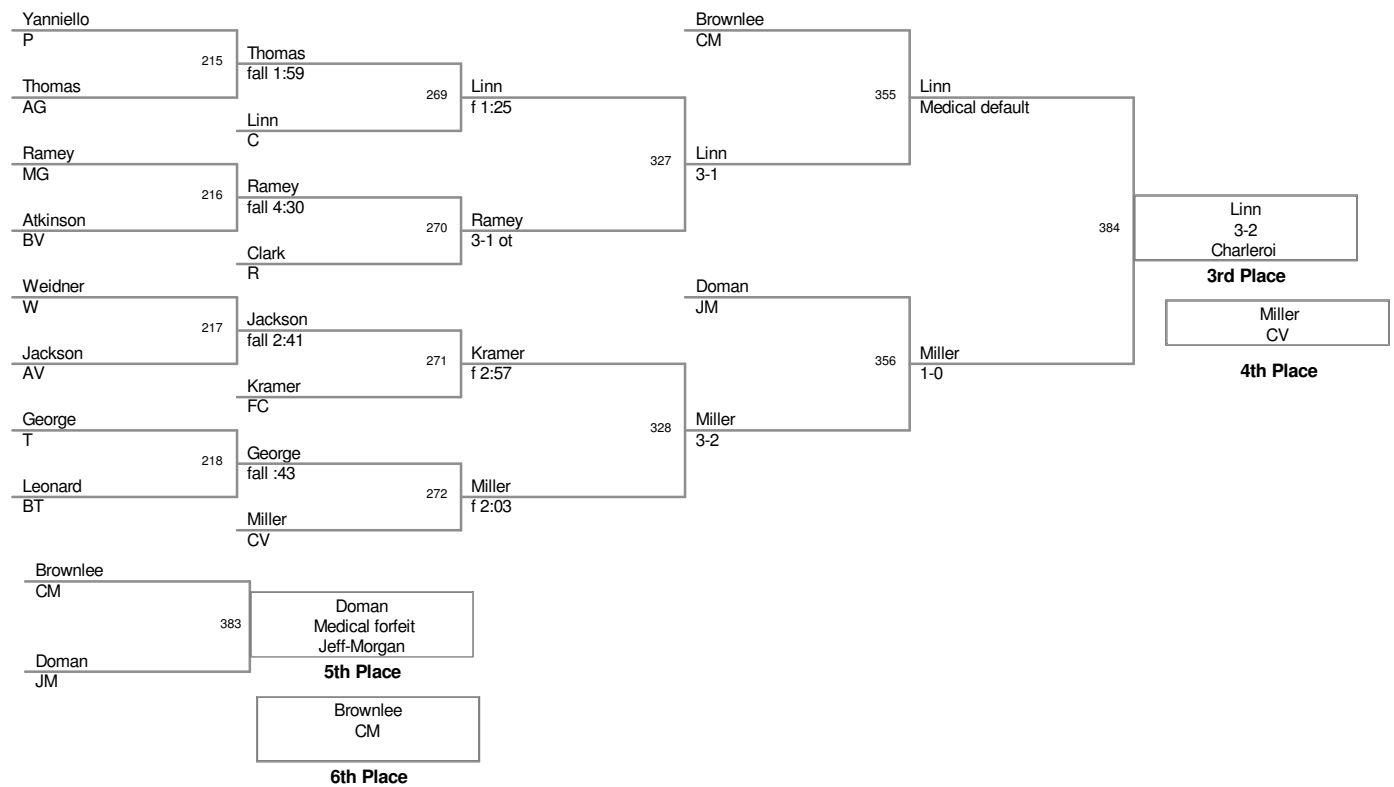 Yanniello
P
215
Thomas
AG
Thomas
fall 1:59
269
Linn
C
Linn
f 1:25
Ramey
MG
216
Atkinson
BV
Ramey
fall 4:30
270
Clark
R
Ramey
3-1 ot
327
Linn
3-1
Brownlee
CM
355
Linn
Medical default
Weidner
W
217
Jackson
AV
Jackson
fall 2:41
271
Kramer
FC
Kramer
f 2:57
George
T
218
Leonard
BT
George
fall :43
272
Miller
CV
Miller
f 2:03
328
Miller
3-2
Doman
JM
356
Miller
1-0
384
Linn
3-2
Charleroi
3rd Place
Miller
CV
4th Place
Brownlee
CM
383
Doman
JM
Doman
Medical forfeit
Jeff-Morgan
5th Place
Brownlee
CM
6th Place